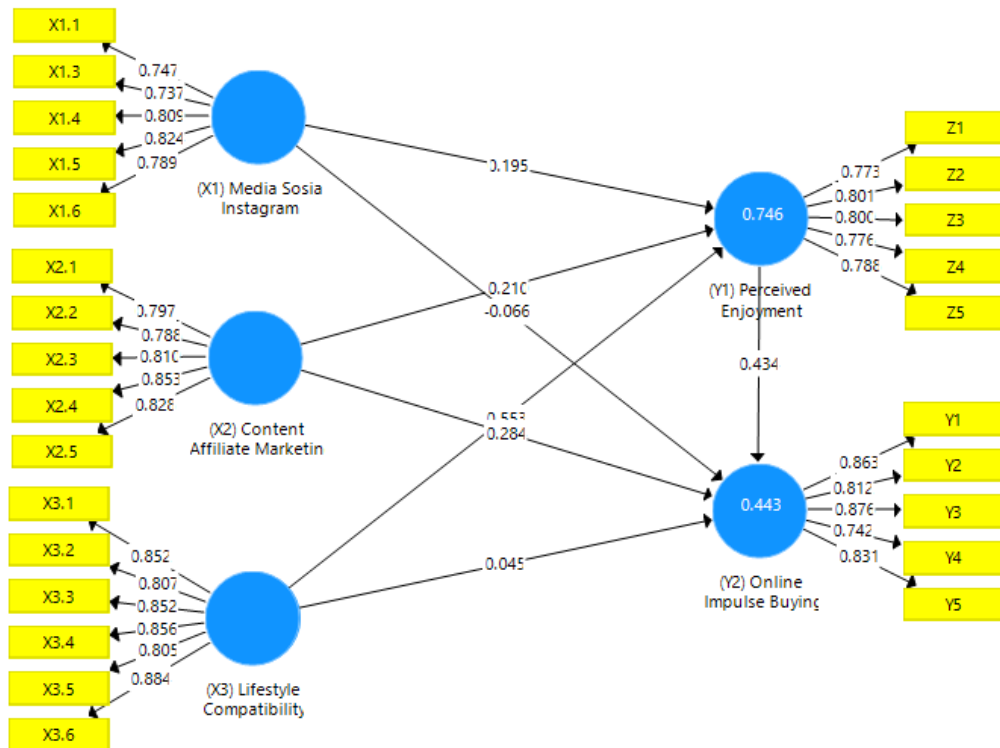 X1.1
X1.3
X1.4
X1.5
X1.6
0.747
0.737
0.809
0.824
0.789
(X1) Media Sosia
Instagram
X2.1
X2.2
X2.3
X2.4
X2.5
0.797
0.788
0.810
0.853
0.828
(X2) Content
Affiliate Marketin
X3.1
X3.2
X3.3
X3.4
X3.5
X3.6
0.852
0.807
0.852
0.856
0.805
0.884
(X3) Lifestyle
Compatibility
0.195
0.210
-0.066
0.553
0.284
0.045
0.746
(Y1) Perceived
Enjoyment
0.434
0.443
(Y2) Online
Impulse Buying
0.773
0.801
0.800
0.776
0.788
Z1
Z2
Z3
Z4
Z5
0.863
0.812
0.876
0.742
0.831
Y1
Y2
Y3
Y4
Y5